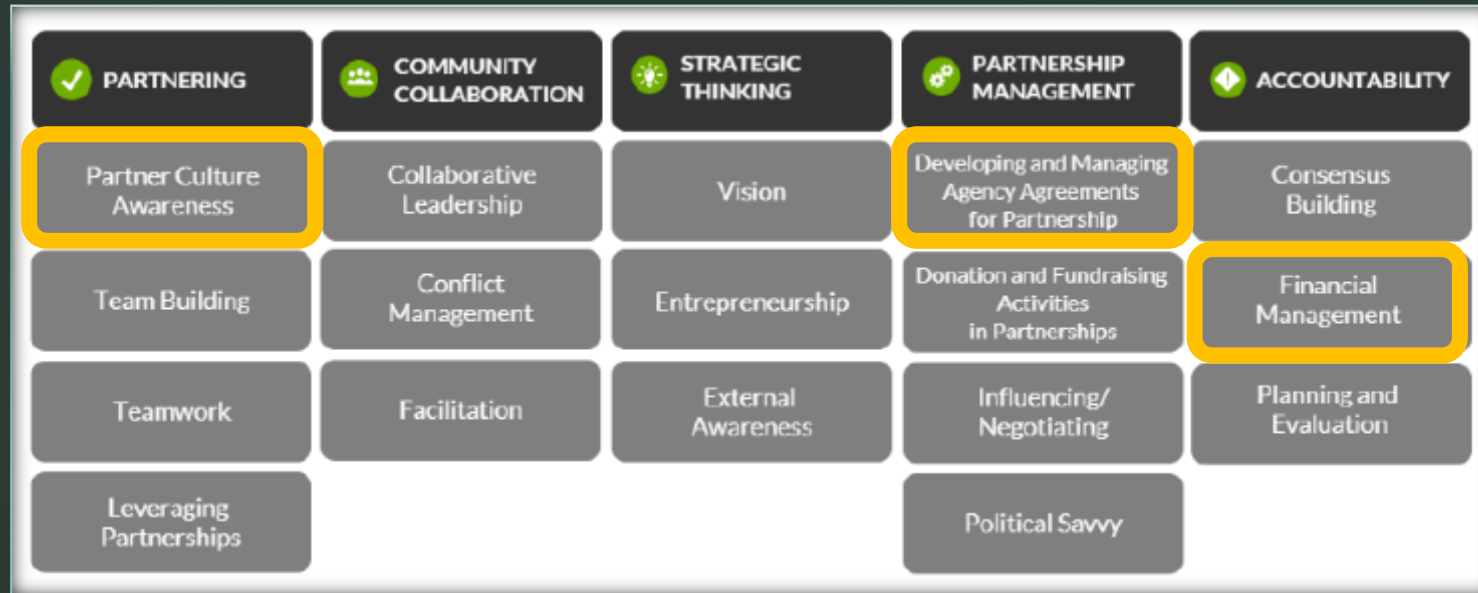 PARTNERING
COMMUNITY
COLLABORATION
STRATEGIC
THINKING
PARTNERSHIP
MANAGEMENT
ACCOUNTABILITY
Partner Culture
Awareness
Collaborative
Leadership
Vision
Developing and Managing
Agency Agreements
for Partnership
Consensus
Building
Team Building
Conflict
Management
Entrepreneurship
Donation and Fundraising
Activities
in Partnerships
Financial
Management
Teamwork
Facilitation
External
Awareness
Influencing/
Negotiating
Planning and
Evaluation
Leveraging
Partnerships
Political Savvy